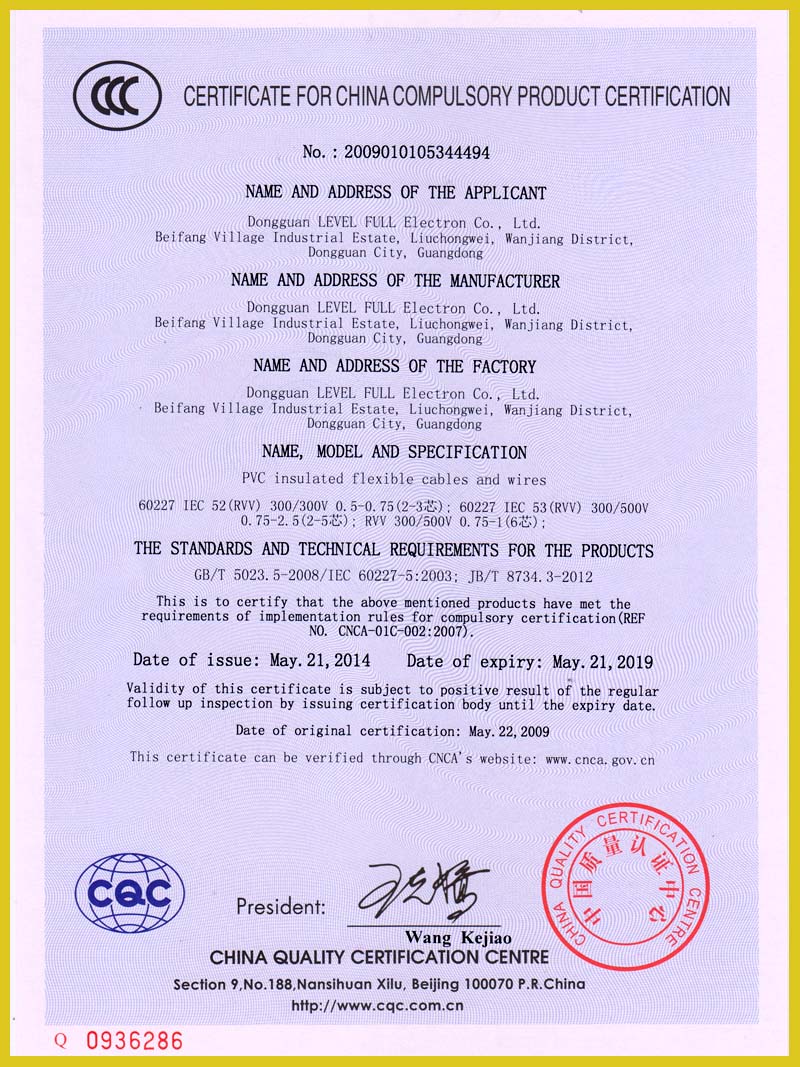 CCC
CERTIFICATE FOR CHINA COMPULSORY PRODUCT CERTIFICATION
No. : 2009010105344494
NAME AND ADDRESS OF THE APPLICANT
Dongguan LEVEL FULL Electron Co., Ltd.
Beifang Village Industrial Estate, Liuchongwei, Wanjiang District,
Dongguan City, Guangdong
NAME AND ADDRESS OF THE MANUFACTURER
Dongguan LEVEL FULL Electron Co., Ltd.
Beifang Village Industrial Estate, Liuchongwei, Wanjiang District,
Dongguan City, Guangdong
NAME AND ADDRESS OF THE FACTORY
Dongguan LEVEL FULL Electron Co., Ltd.
Beifang Village Industrial Estate, Liuchongwei, Wanjiang District,
Dongguan City, Guangdong
NAME, MODEL AND SPECIFICATION
PVC insulated flexible cables and wires
60227 IEC 52(RVV) 300/300V 0.5-0.75(2-3芯); 60227 IEC 53(RVV) 300/500V
0.75-2.5(2-5芯); RVV 300/500V 0.75-1(6芯);
THE STANDARDS AND TECHNICAL REQUIREMENTS FOR THE PRODUCTS
GB/T 5023.5-2008/IEC 60227-5:2003; JB/T 8734.3-2012
This is to certify that the above mentioned products have met the
requirements of implementation rules for compulsory certification(REF
NO. CNCA-01C-002:2007).
Date of issue: May.21,2014 Date of expiry: May.21,2019
Validity of this certificate is subject to positive result of the regular
follow up inspection by issuing certification body until the expiry date.
Date of original certification: May.22,2009
This certificate can be verified through CNCA's website: www.cnca.gov.cn
CHINA QUALITY CERTIFICATION CENTRE
中国质量认证中心
CQC
President:
王克娇
Wang Kejiao
CHINA QUALITY CERTIFICATION CENTRE
Section 9,No.188,Nansihuan Xilu, Beijing 100070 P.R.China
http://www.cqc.com.cn
Q 0936286